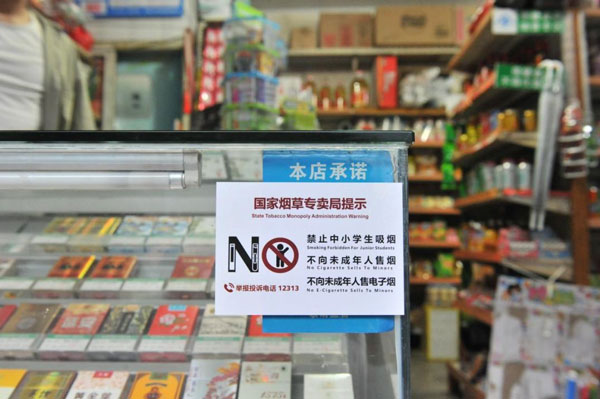 本店承诺
国家烟草专卖局提示
State Tobacco Monopoly Administration Warning
NO
禁止中小学生吸烟
Smoking Forbidden For Junior Students
不向未成年人售烟
No Cigarette Sells To Minors
不向未成年人售电子烟
No E-Cigarette Sells To Minors
举报投诉电话 12313